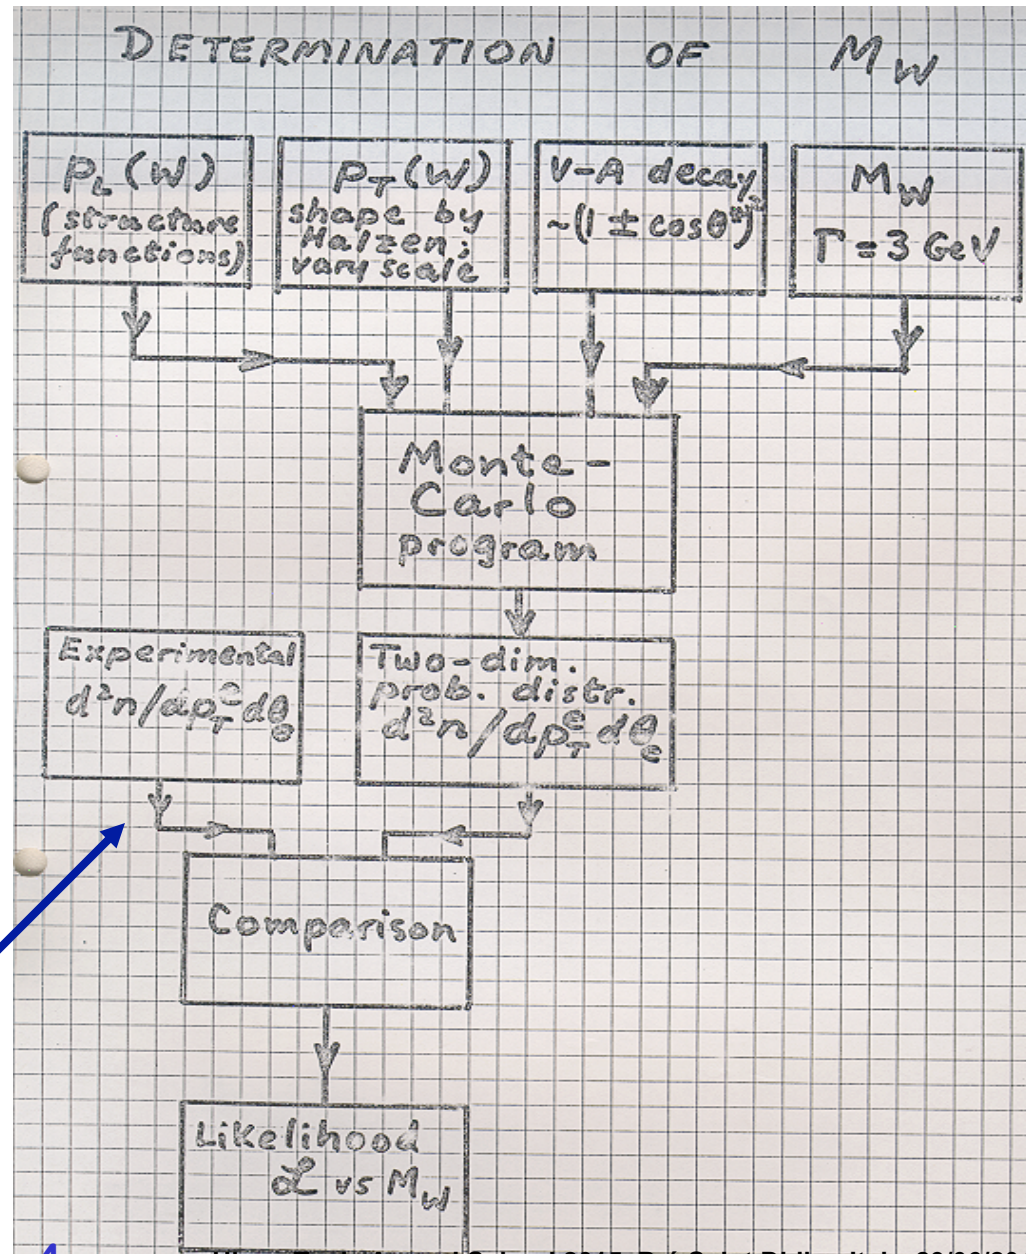 DETERMINATION OF M_W
P_L(W)
(structure
functions)
P_T(W)
shape by
Halzen;
vary scale
V-A decay
~(1 ± cosθ*)²
M_W
Γ = 3 GeV
Monte-
Carlo
program
Experimental
d²n/dp_T^e dθ_e
Two-dim.
prob. distr.
d²n/dp_T^e dθ_e
Comparison
Likelihood
ℒ vs M_W